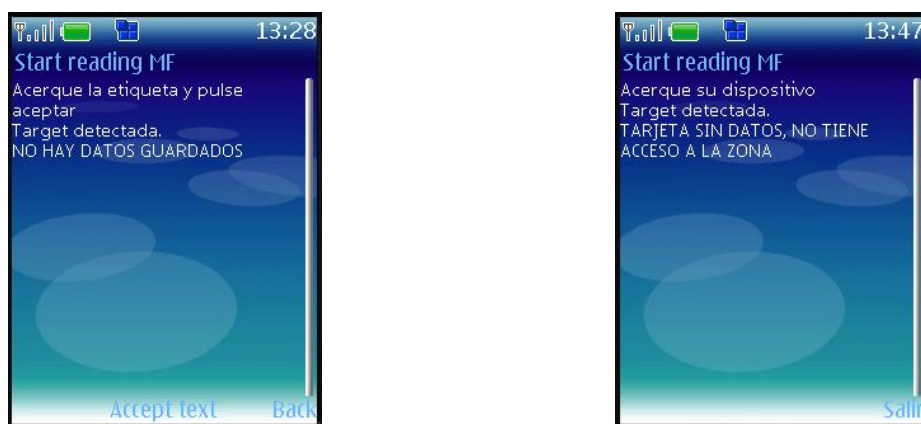 13:28
Start reading MF
Acerque la etiqueta y pulse
aceptar
Target detectada.
NO HAY DATOS GUARDADOS
Accept text Back
13:47
Start reading MF
Acerque su dispositivo
Target detectada.
TARJETA SIN DATOS, NO TIENE
ACCESO A LA ZONA
Salir